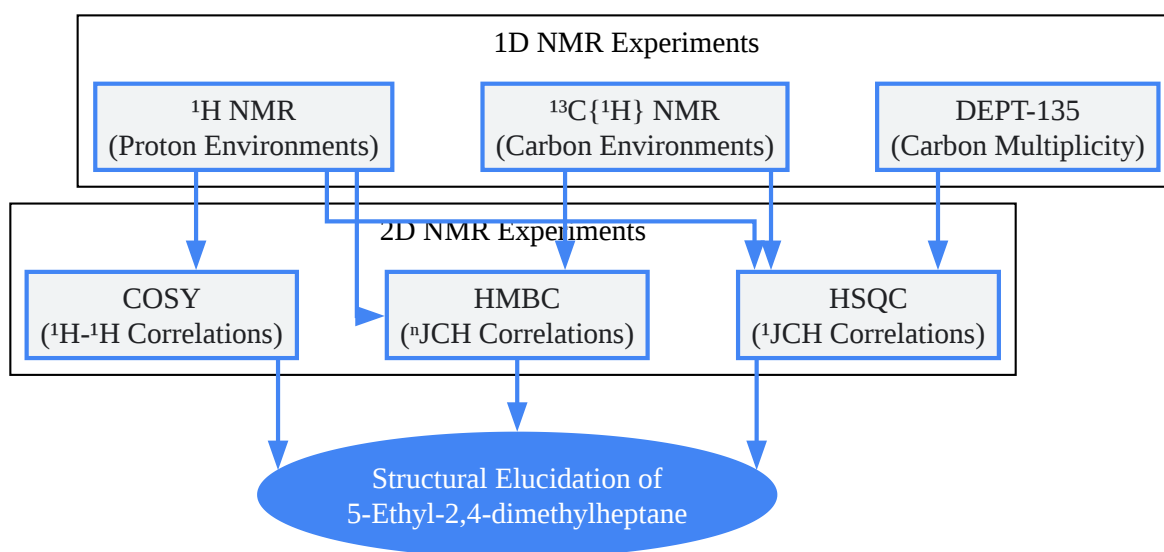 1D NMR Experiments
¹H NMR
(Proton Environments)
¹³C{¹H} NMR
(Carbon Environments)
DEPT-135
(Carbon Multiplicity)
2D NMR Experiments
COSY
(¹H-¹H Correlations)
HMBC
(ⁿJCH Correlations)
HSQC
(¹JCH Correlations)
Structural Elucidation of
5-Ethyl-2,4-dimethylheptane